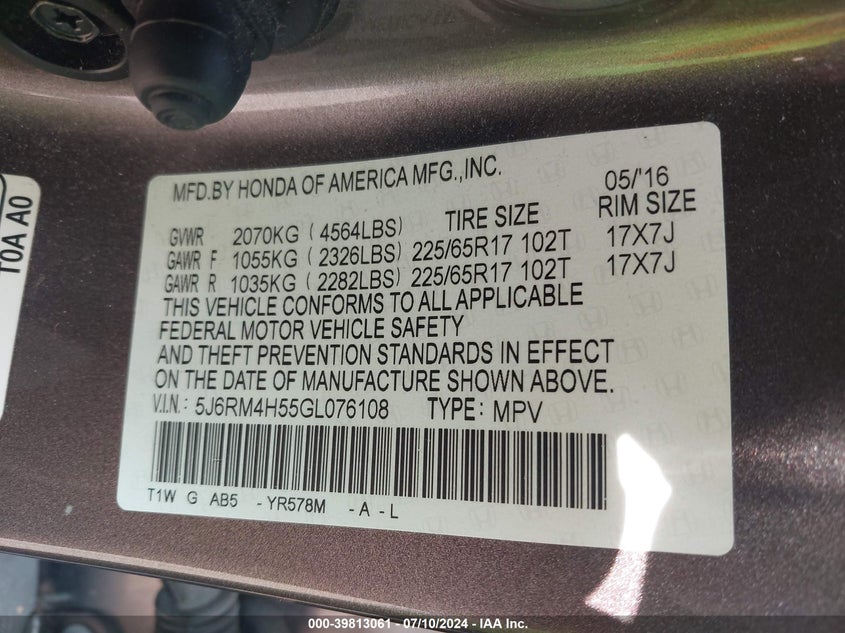 MFD.BY HONDA OF AMERICA MFG.,INC. 05/'16
TIRE SIZE RIM SIZE
GVWR 2070KG ( 4564LBS)
GAWR F 1055KG ( 2326LBS) 225/65R17 102T 17X7J
GAWR R 1035KG ( 2282LBS) 225/65R17 102T 17X7J
THIS VEHICLE CONFORMS TO ALL APPLICABLE
FEDERAL MOTOR VEHICLE SAFETY
AND THEFT PREVENTION STANDARDS IN EFFECT
ON THE DATE OF MANUFACTURE SHOWN ABOVE.
V.I.N.: 5J6RM4H55GL076108 TYPE: MPV
T1W G AB5 - YR578M - A - L
T0A A0
000-39813061 - 07/10/2024 - IAA Inc.